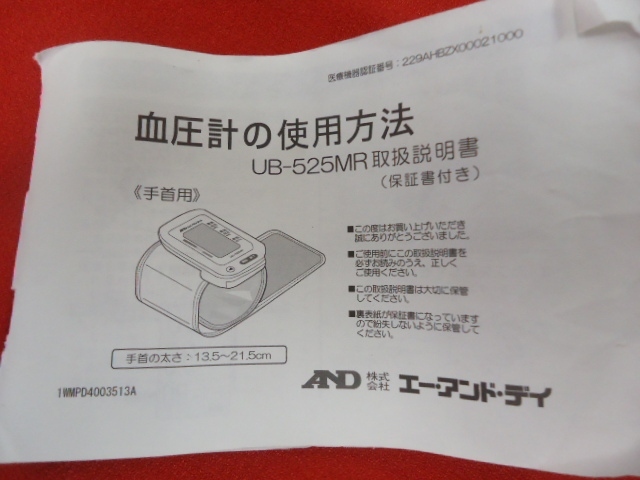 医療機器認証番号：229AHBZX00021000
血圧計の使用方法
UB-525MR 取扱説明書
（保証書付き）
《手首用》
■この度はお買い上げいただき
誠にありがとうございました。
■ご使用前にこの取扱説明書を
必ずお読みのうえ、正しく
ご使用ください。
■この取扱説明書は大切に保管
してください。
■裏表紙が保証書になっています
ので紛失しないように保管して
ください。
手首の太さ：13.5～21.5cm
1WMPD4003513A
AND 株式会社 エー・アンド・デイ